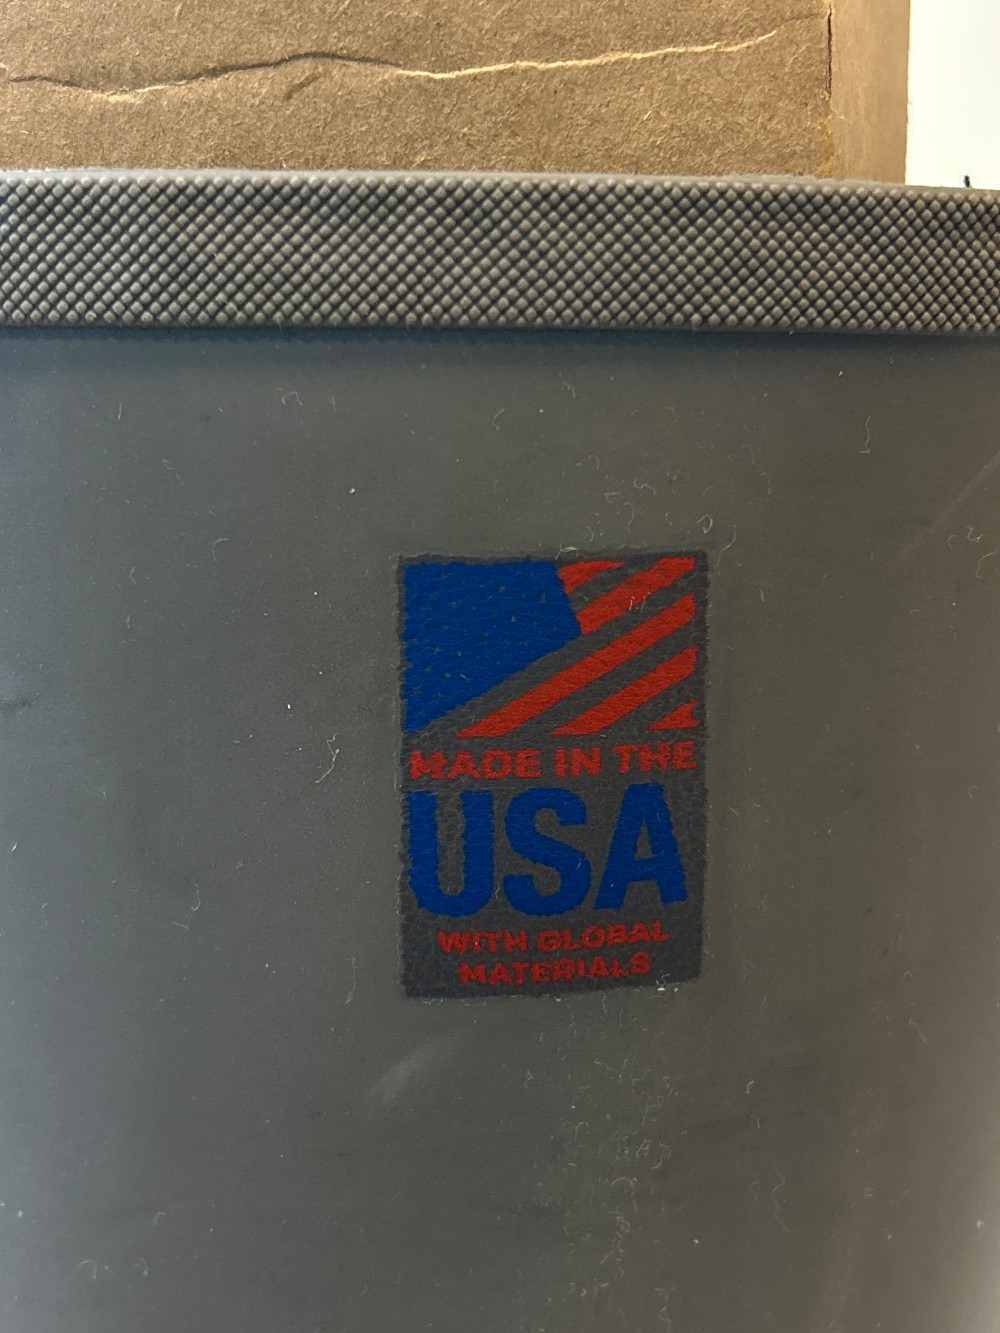 MADE IN THE
USA
WITH GLOBAL
MATERIALS